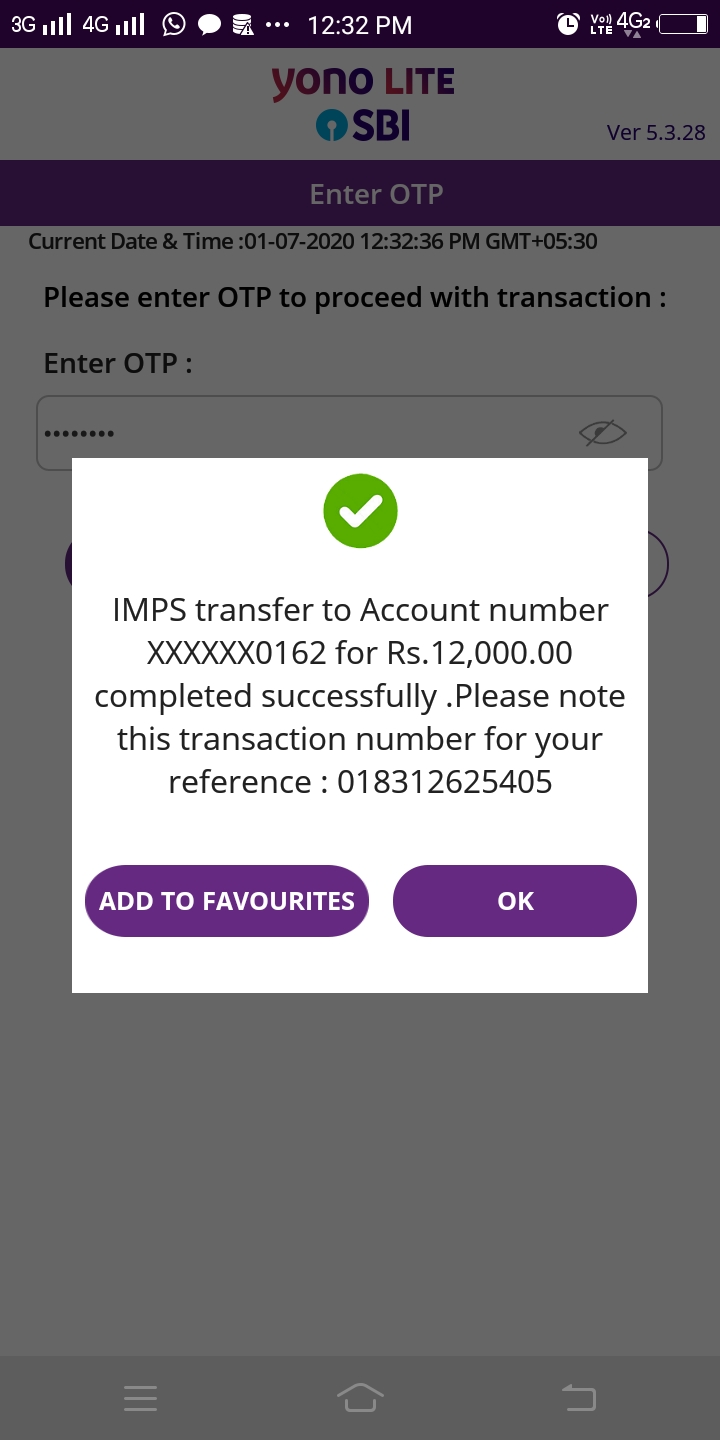 3G 4G 12:32 PM Vo)) LTE 4G2
yono LITE
SBI
Ver 5.3.28
Enter OTP
Current Date & Time :01-07-2020 12:32:36 PM GMT+05:30
Please enter OTP to proceed with transaction :
Enter OTP :
••••••••
IMPS transfer to Account number
XXXXXX0162 for Rs.12,000.00
completed successfully .Please note
this transaction number for your
reference : 018312625405
ADD TO FAVOURITES OK